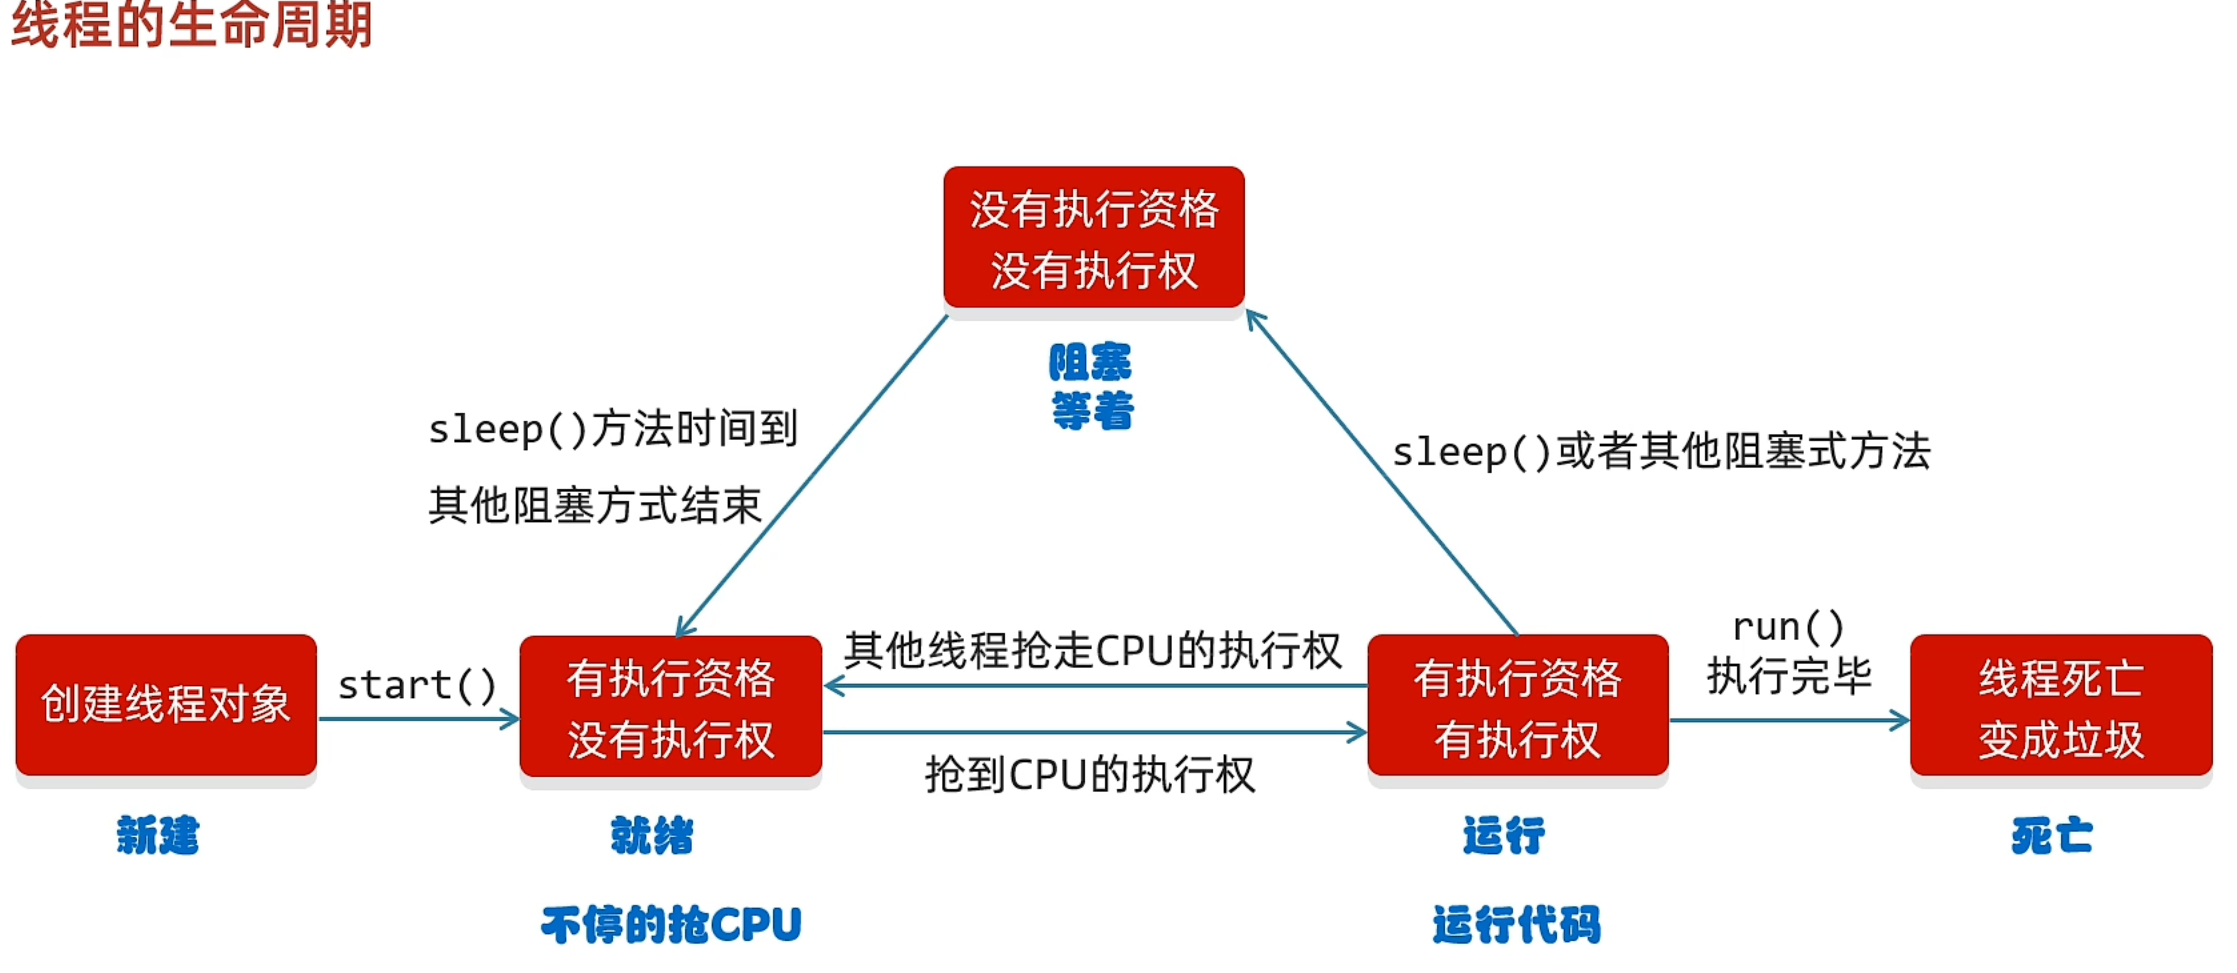 线程的生命周期
没有执行资格
没有执行权
阻塞
等着
sleep()方法时间到
其他阻塞方式结束
sleep()或者其他阻塞式方法
创建线程对象
新建
start()
有执行资格
没有执行权
就绪
不停的抢CPU
其他线程抢走CPU的执行权
抢到CPU的执行权
有执行资格
有执行权
运行
运行代码
run()
执行完毕
线程死亡
变成垃圾
死亡